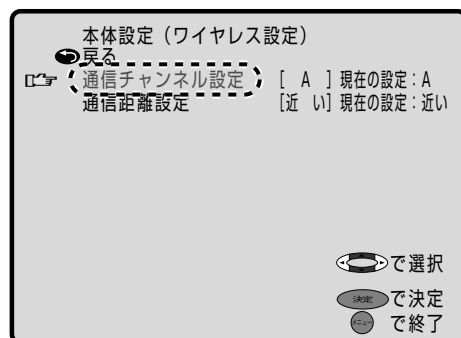 本体設定（ワイヤレス設定）
戻る
通信チャンネル設定 [ A ] 現在の設定：A
通信距離設定 [近 い] 現在の設定：近い
で選択
決定 で決定
メニュー で終了